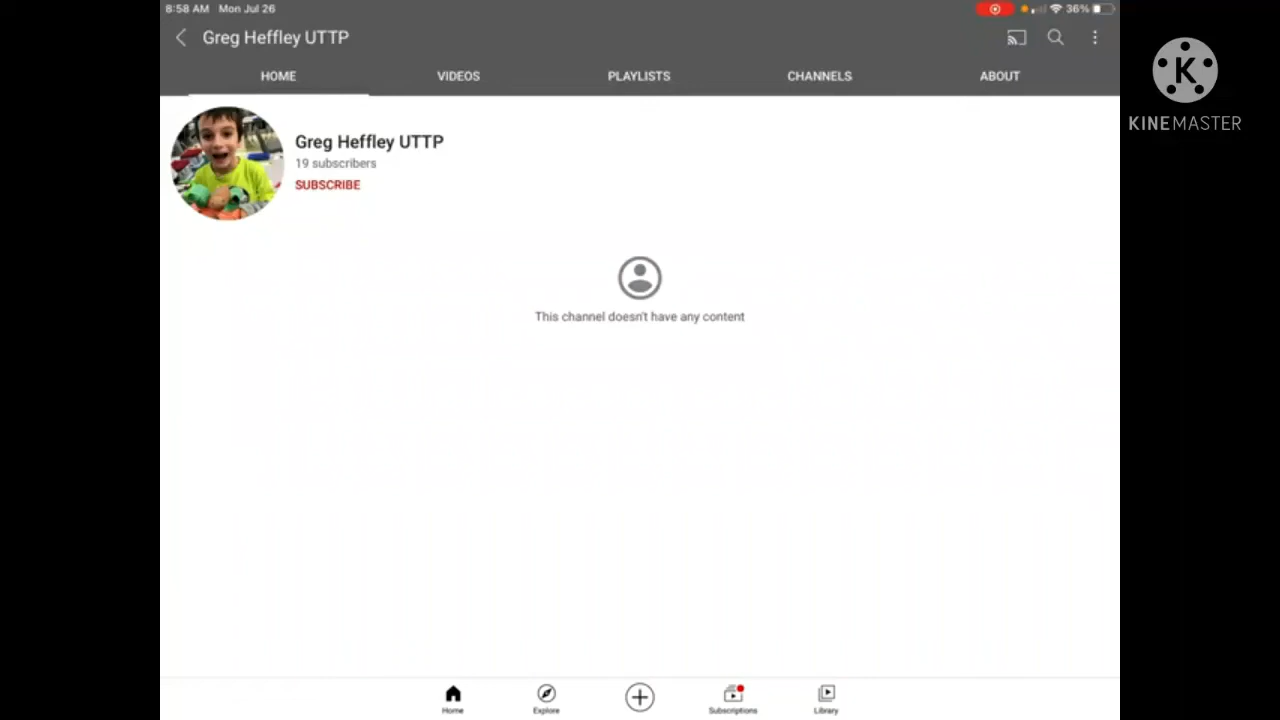 8:58 AM Mon Jul 26
36%
Greg Heffley UTTP
HOME VIDEOS PLAYLISTS CHANNELS ABOUT
Greg Heffley UTTP
19 subscribers
SUBSCRIBE
This channel doesn't have any content
Home Explore Subscriptions Library
K
KINEMASTER